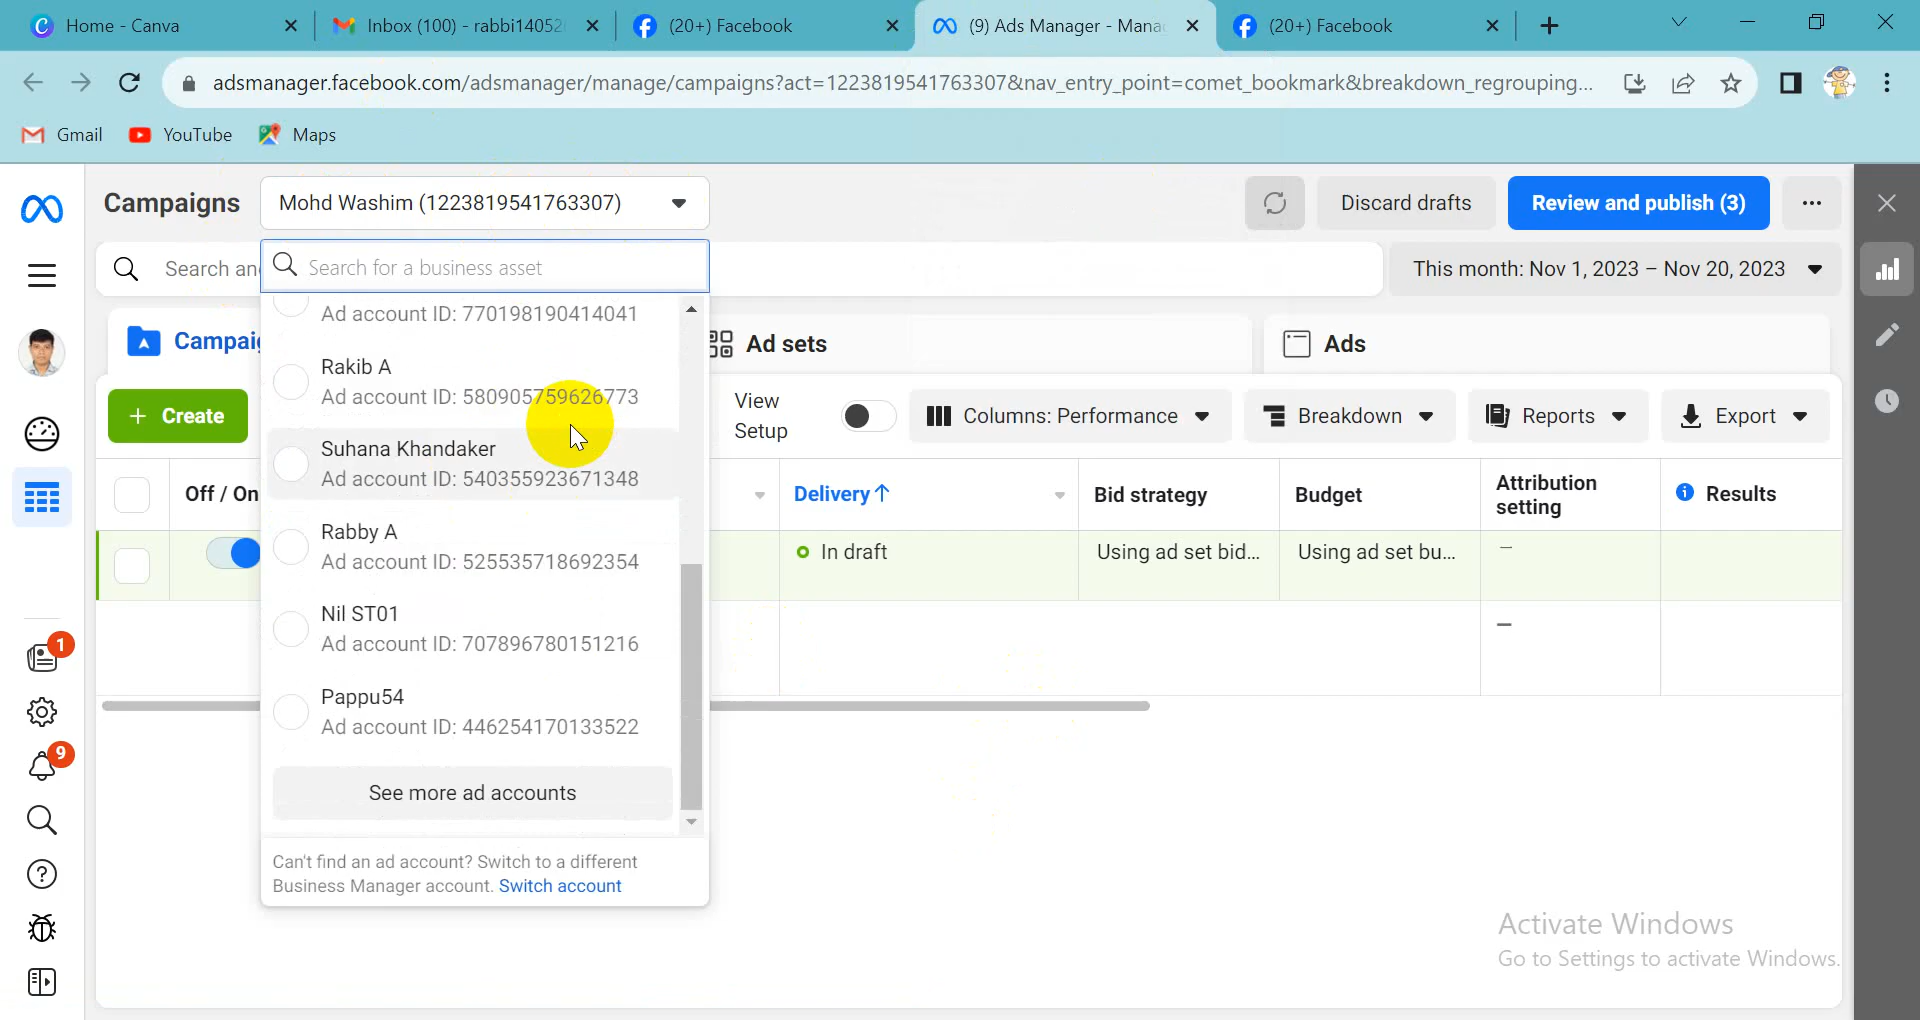 Home - Canva
Inbox (100) - rabbi14052
(20+) Facebook
(9) Ads Manager - Mana
(20+) Facebook
adsmanager.facebook.com/adsmanager/manage/campaigns?act=1223819541763307&nav_entry_point=comet_bookmark&breakdown_regrouping...
Gmail
YouTube
Maps
Campaigns
Mohd Washim (1223819541763307)
Discard drafts
Review and publish (3)
Search an
Search for a business asset
This month: Nov 1, 2023 – Nov 20, 2023
Ad account ID: 770198190414041
Campai
Ad sets
Ads
Rakib A
Ad account ID: 580905759626773
Create
View Setup
Columns: Performance
Breakdown
Reports
Export
Suhana Khandaker
Ad account ID: 540355923671348
Off / On
Delivery↑
Bid strategy
Budget
Attribution setting
Results
Rabby A
Ad account ID: 525535718692354
In draft
Using ad set bid...
Using ad set bu...
–
Nil ST01
Ad account ID: 707896780151216
–
1
Pappu54
Ad account ID: 446254170133522
9
See more ad accounts
Can't find an ad account? Switch to a different
Business Manager account. Switch account
Activate Windows
Go to Settings to activate Windows.